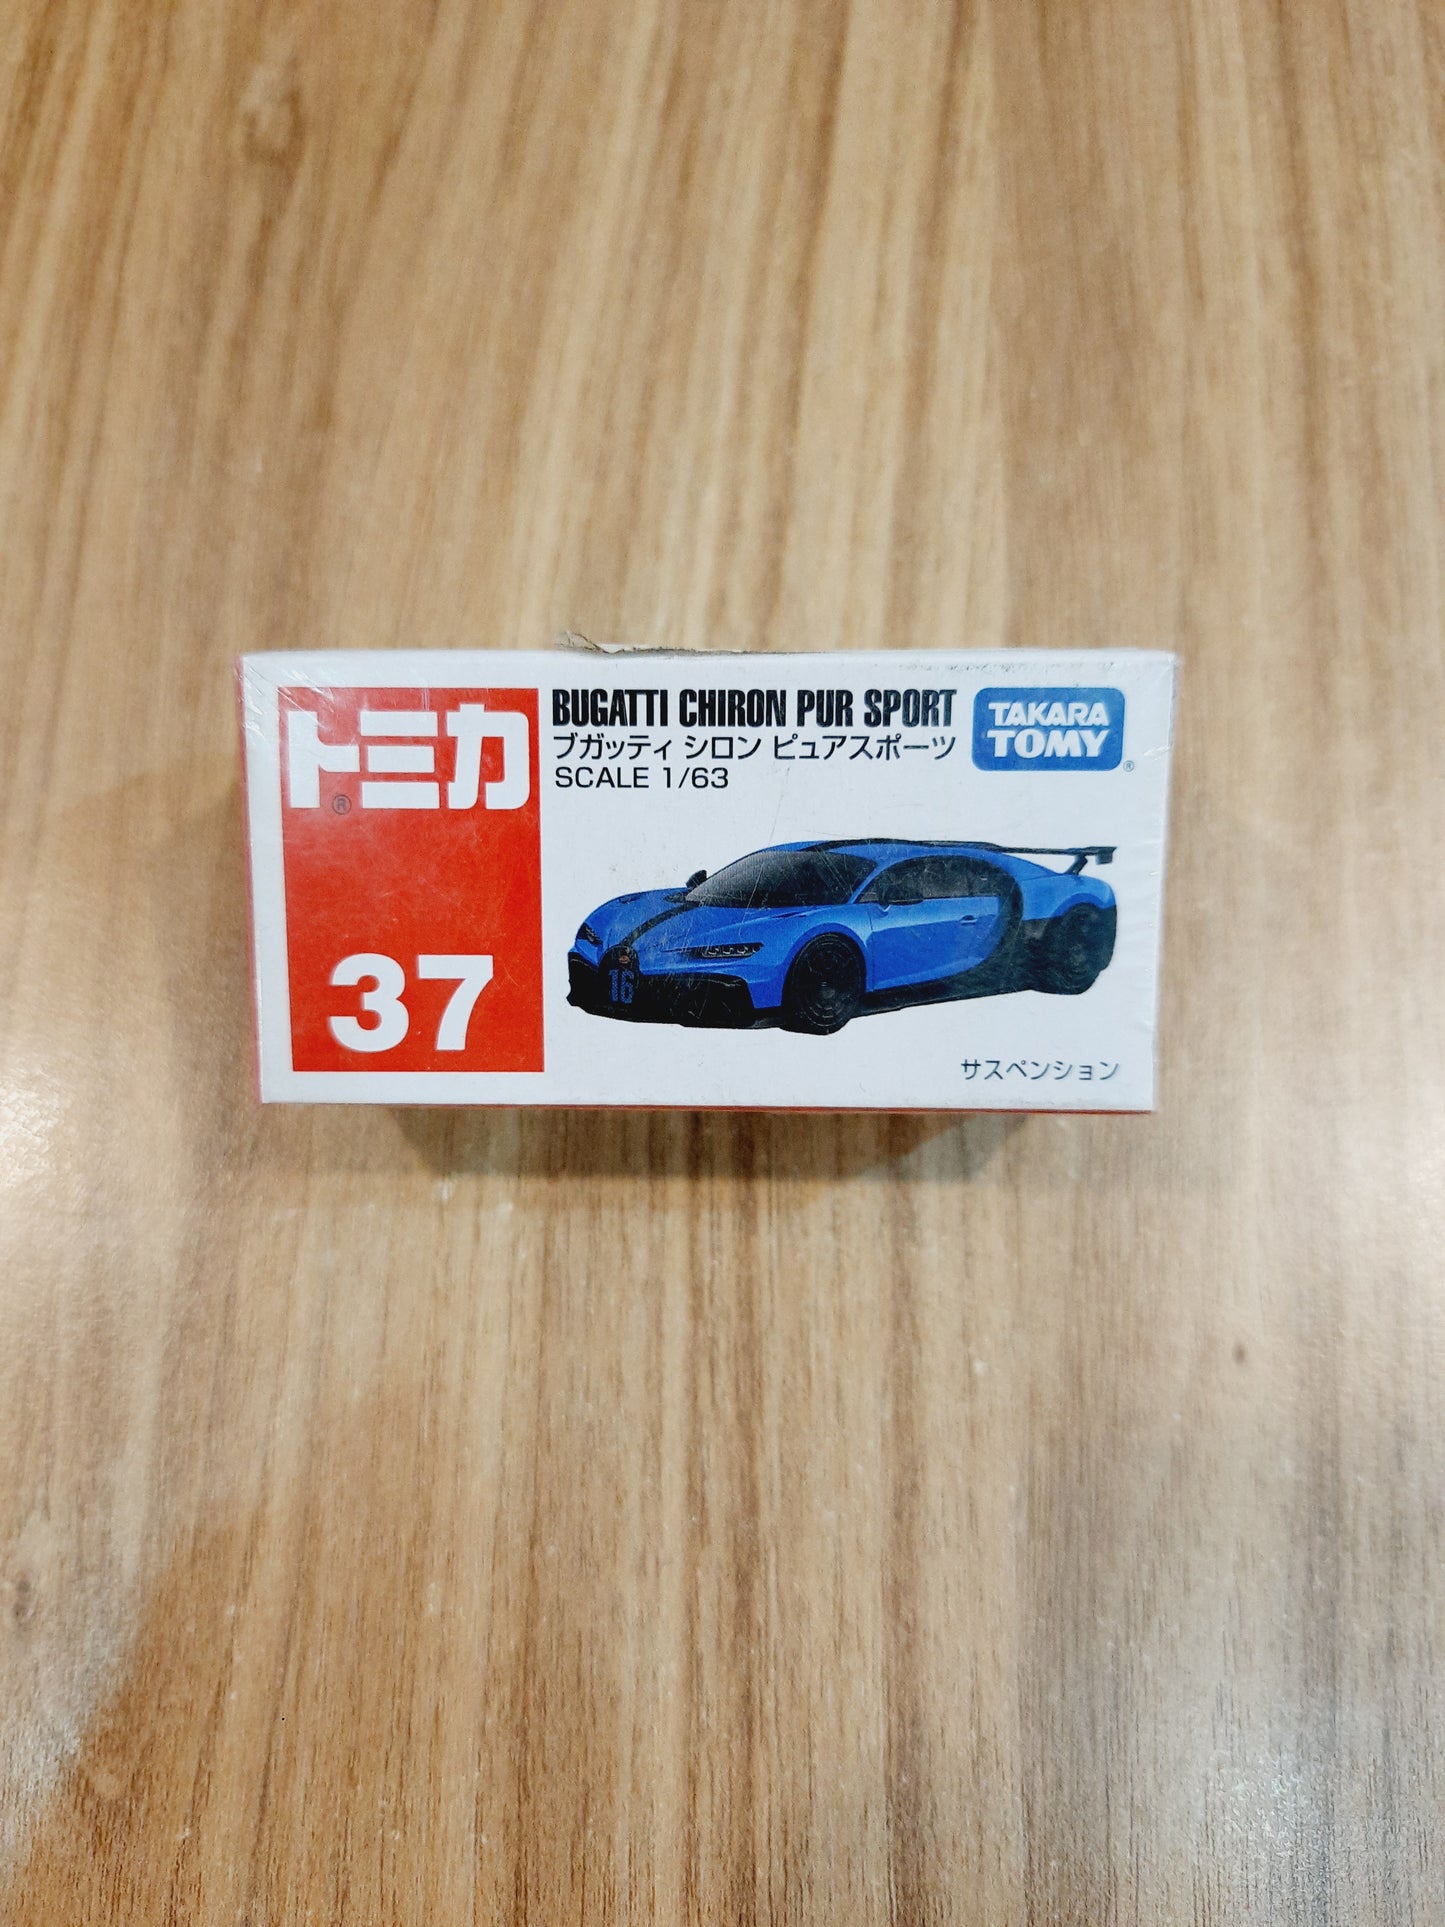 トミカ
®
37
BUGATTI CHIRON PUR SPORT
ブガッティ シロン ピュアスポーツ
SCALE 1/63
TAKARA
TOMY
®
16
サスペンション